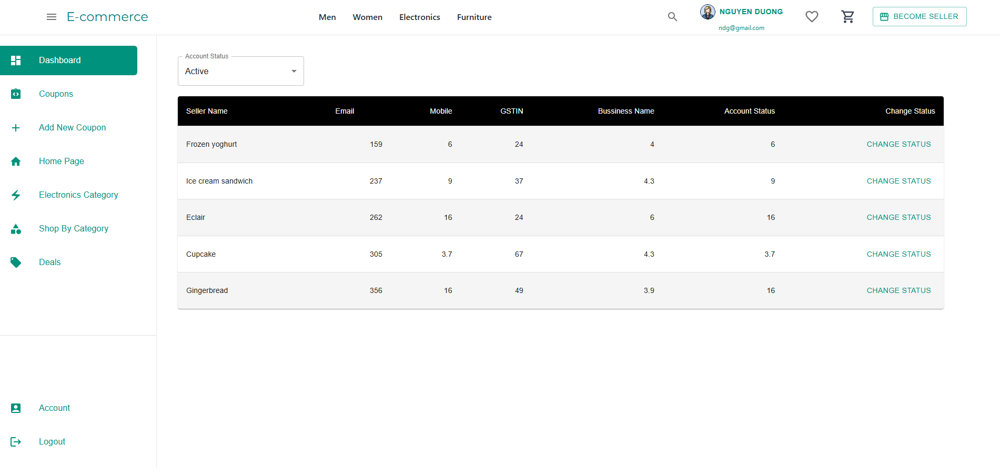 E-commerce
Men Women Electronics Furniture
NGUYEN DUONG
ndg@gmail.com
BECOME SELLER
Dashboard
Coupons
Add New Coupon
Home Page
Electronics Category
Shop By Category
Deals
Account
Logout
Account Status
Active
Seller Name Email Mobile GSTIN Bussiness Name Account Status Change Status
Frozen yoghurt 159 6 24 4 6 CHANGE STATUS
Ice cream sandwich 237 9 37 4.3 9 CHANGE STATUS
Eclair 262 16 24 6 16 CHANGE STATUS
Cupcake 305 3.7 67 4.3 3.7 CHANGE STATUS
Gingerbread 356 16 49 3.9 16 CHANGE STATUS